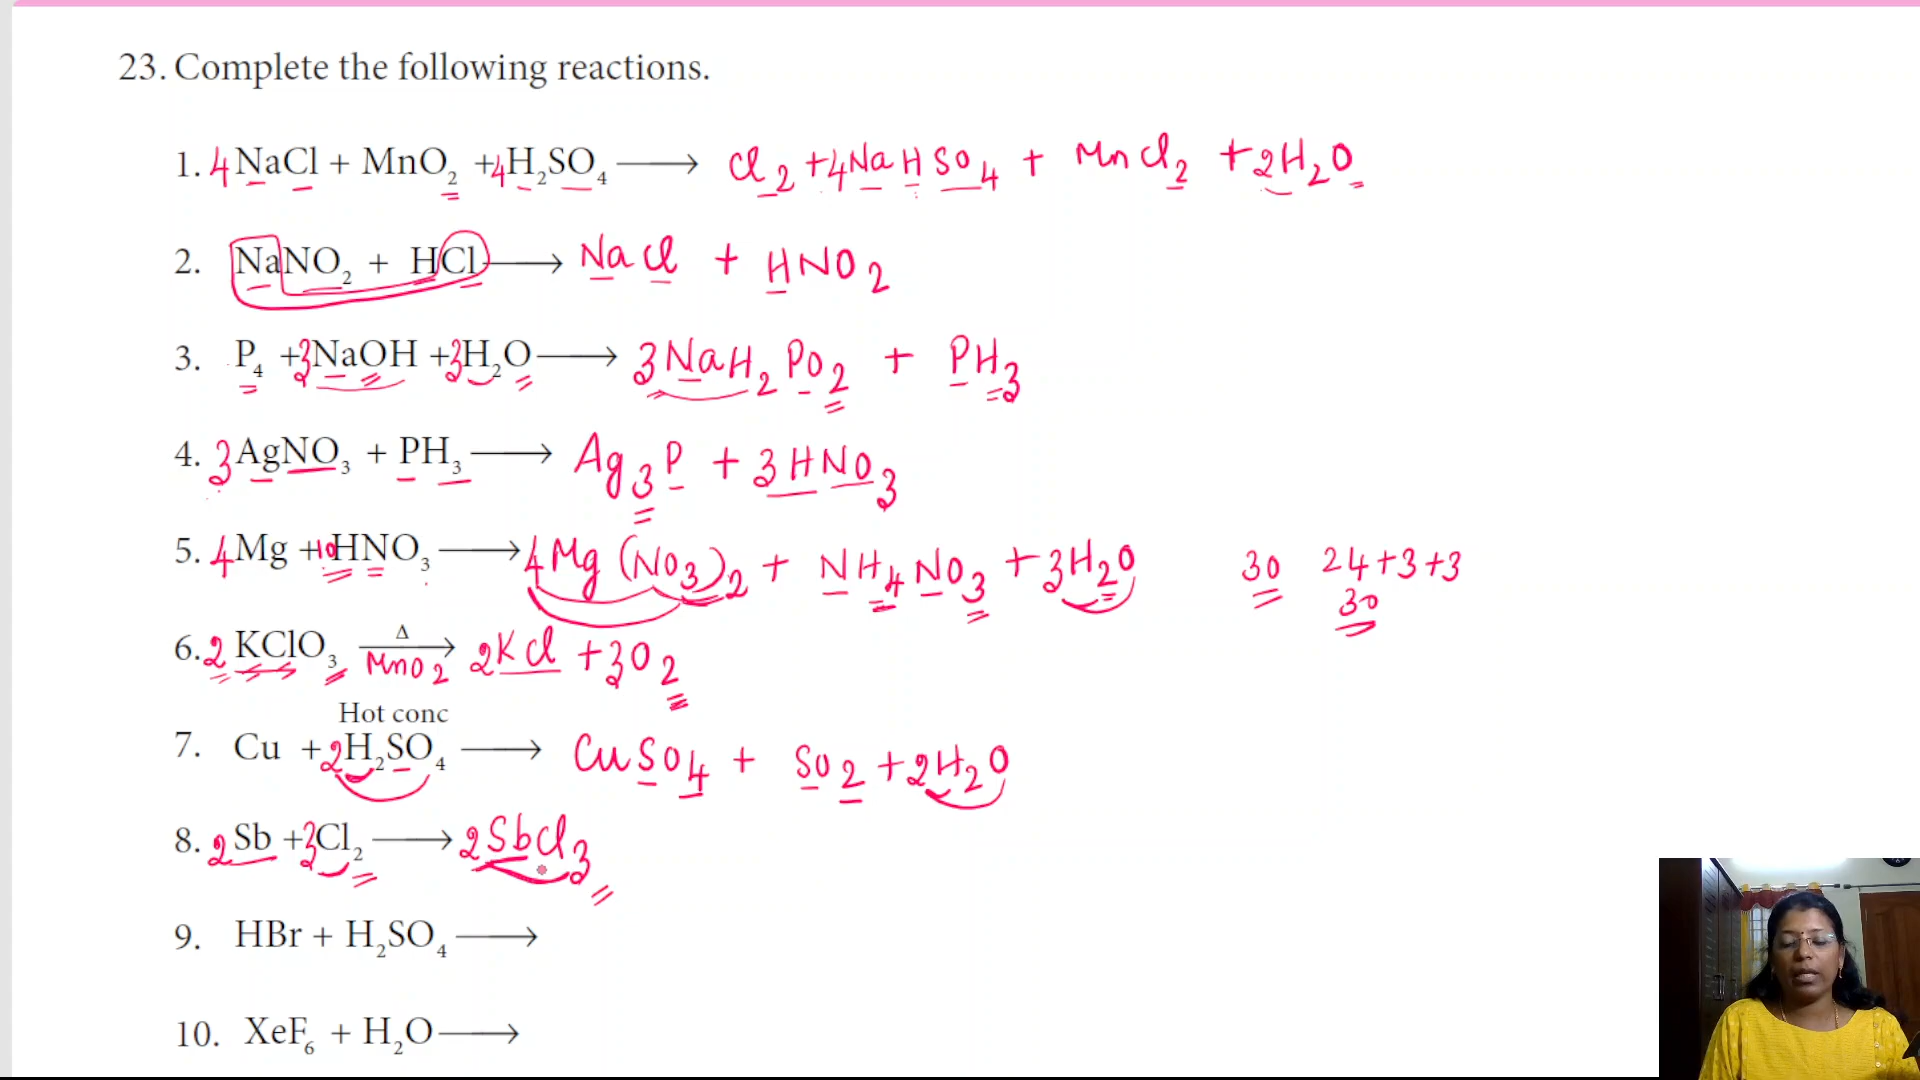 23. Complete the following reactions.
1. 4NaCl + MnO₂ +4H₂SO₄ ⟶ Cl₂ +4NaHSO₄ + MnCl₂ +2H₂O
2. NaNO₂ + HCl ⟶ NaCl + HNO₂
3. P₄ +3NaOH +3H₂O ⟶ 3NaH₂PO₂ + PH₃
4. 3AgNO₃ + PH₃ ⟶ Ag₃P + 3HNO₃
5. 4Mg +10HNO₃ ⟶ 4Mg(NO₃)₂ + NH₄NO₃ +3H₂O 30 24+3+3
30
Δ
6. 2KClO₃ ⟶ 2KCl +3O₂
MnO₂
Hot conc
7. Cu +2H₂SO₄ ⟶ CuSO₄ + SO₂ +2H₂O
8. 2Sb +3Cl₂ ⟶ 2SbCl₃
9. HBr + H₂SO₄ ⟶
10. XeF₆ + H₂O ⟶